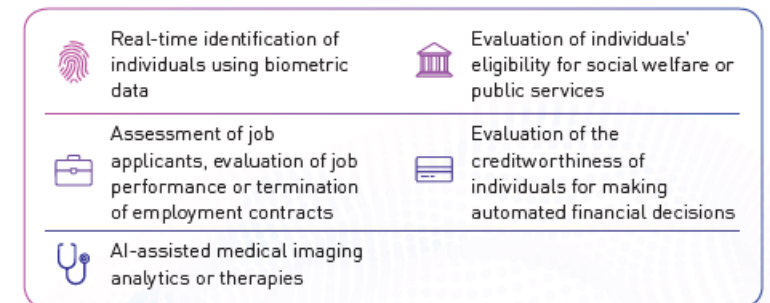 Real-time identification of
individuals using biometric
data
Evaluation of individuals'
eligibility for social welfare or
public services
Assessment of job
applicants, evaluation of job
performance or termination
of employment contracts
Evaluation of the
creditworthiness of
individuals for making
automated financial decisions
AI-assisted medical imaging
analytics or therapies